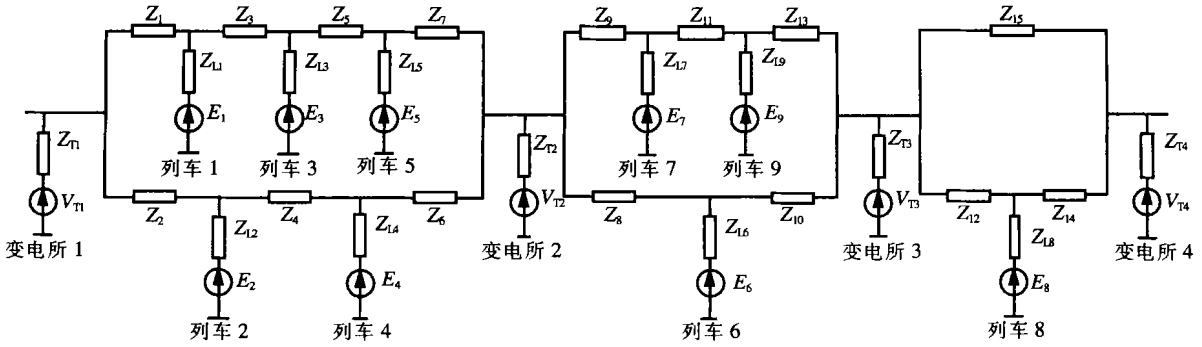 Z1 Z3 Z5 Z7 Z9 Z11 Z13 Z15
ZL1 ZL3 ZL5 ZL7 ZL9
E1 E3 E5 E7 E9
ZT1 ZT2 ZT3 ZT4
列车 1 列车 3 列车 5 列车 7 列车 9
VT1 VT2 VT3 VT4
Z2 Z4 Z6 Z8 Z10 Z12 Z14
变电所 1 变电所 2 变电所 3 变电所 4
ZL2 ZL4 ZL6 ZL8
E2 E4 E6 E8
列车 2 列车 4 列车 6 列车 8